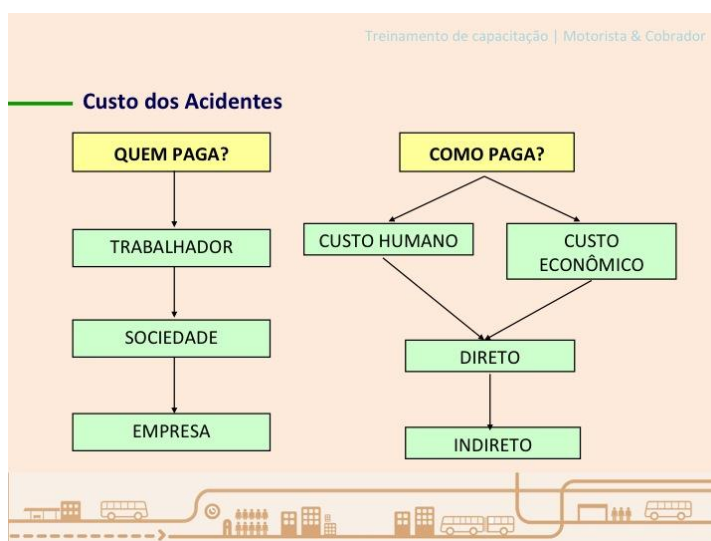 Treinamento de capacitação | Motorista & Cobrador
Custo dos Acidentes
QUEM PAGA?
TRABALHADOR
SOCIEDADE
EMPRESA
COMO PAGA?
CUSTO HUMANO
CUSTO
ECONÔMICO
DIRETO
INDIRETO